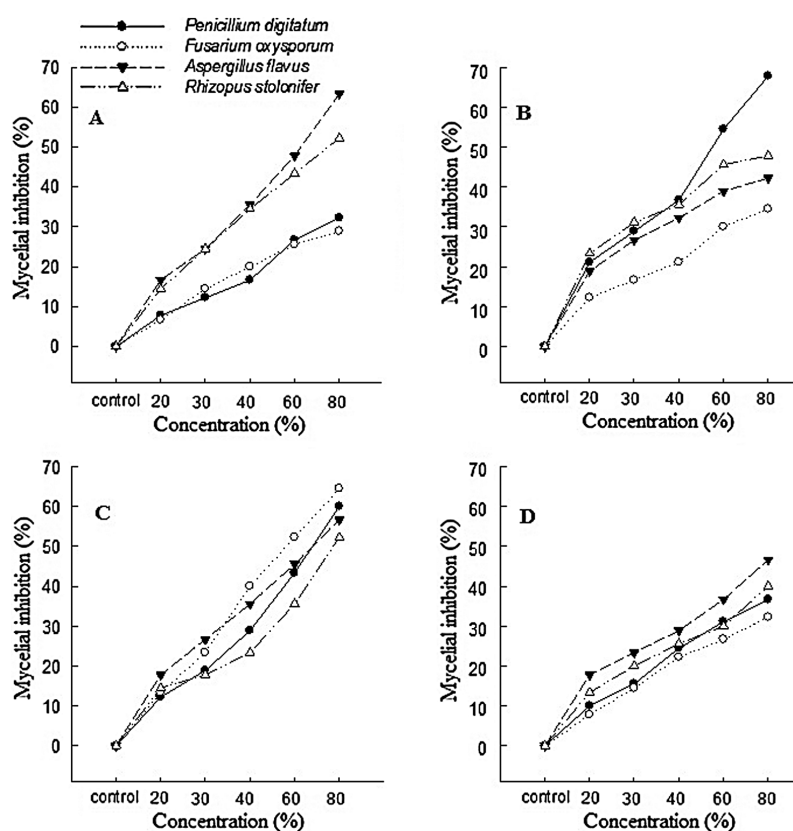 Penicillium digitatum
Fusarium oxysporum
Aspergillus flavus
Rhizopus stolonifer
A
Mycelial inhibition (%)
70
60
50
40
30
20
10
0
control 20 30 40 60 80
Concentration (%)
B
Mycelial inhibition (%)
70
60
50
40
30
20
10
0
control 20 30 40 60 80
Concentration (%)
C
Mycelial inhibition (%)
70
60
50
40
30
20
10
0
control 20 30 40 60 80
Concentration (%)
D
Mycelial inhibition (%)
70
60
50
40
30
20
10
0
control 20 30 40 60 80
Concentration (%)